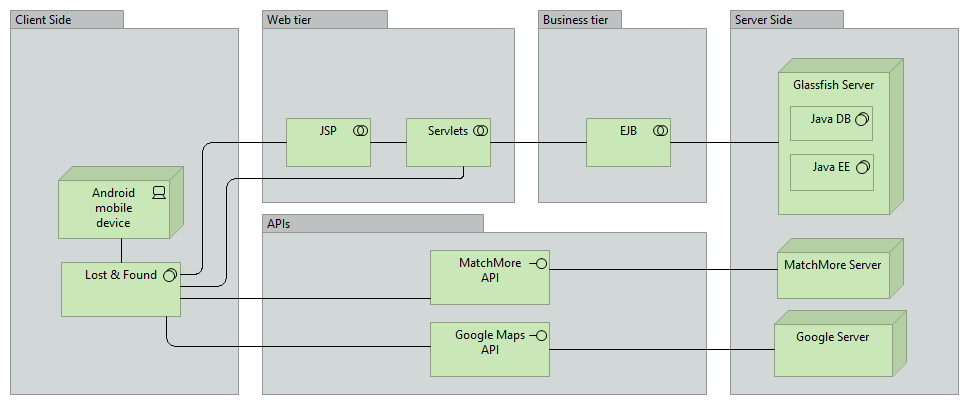 Client Side
Web tier
Business tier
Server Side
Glassfish Server
Java DB
Java EE
JSP
Servlets
EJB
Android
mobile
device
Lost & Found
APIs
MatchMore
API
MatchMore Server
Google Maps
API
Google Server